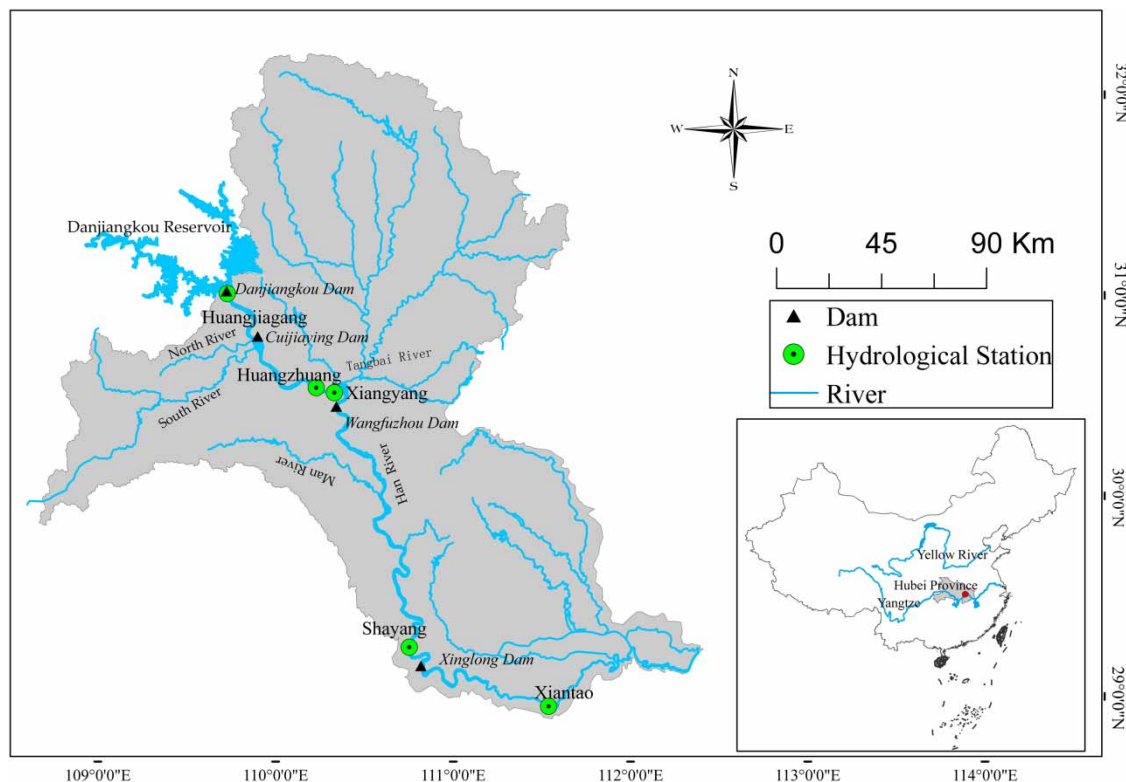 N
W E
S
32°0'0"N
Danjiangkou Reservoir
0 45 90 Km
Danjiangkou Dam
31°0'0"N
Huangjiagang
Dam
North River
Cuijiaying Dam
Hydrological Station
Tangbai River
Huangzhuang
Xiangyang
River
South River
Wangfuzhou Dam
Man River
Han River
30°0'0"N
Yellow River
Hubei Province
Yangtze
Shayang
Xinglong Dam
Xiantao
29°0'0"N
109°0'0"E 110°0'0"E 111°0'0"E 112°0'0"E 113°0'0"E 114°0'0"E